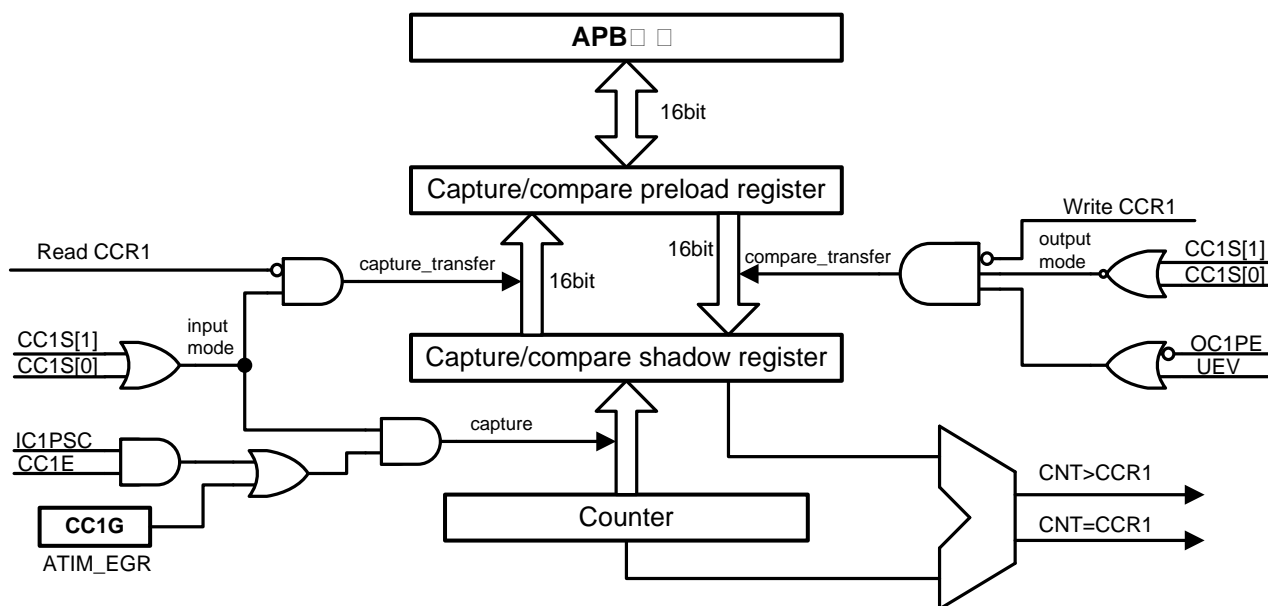 APB
16bit
Capture/compare preload register
Write CCR1
Read CCR1
capture_transfer
16bit
16bit
compare_transfer
output
mode
CC1S[1]
CC1S[0]
CC1S[1]
CC1S[0]
input
mode
Capture/compare shadow register
OC1PE
UEV
IC1PSC
CC1E
capture
CNT>CCR1
CC1G
Counter
CNT=CCR1
ATIM_EGR